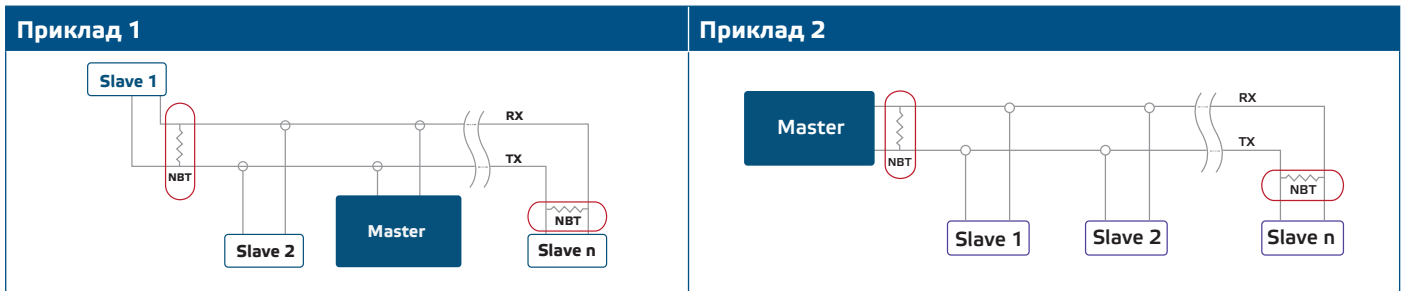 Приклад 1
Slave 1
RX
TX
NBT
Master
NBT
Slave 2
Slave n
Приклад 2
RX
Master
TX
NBT
NBT
Slave 1
Slave 2
Slave n